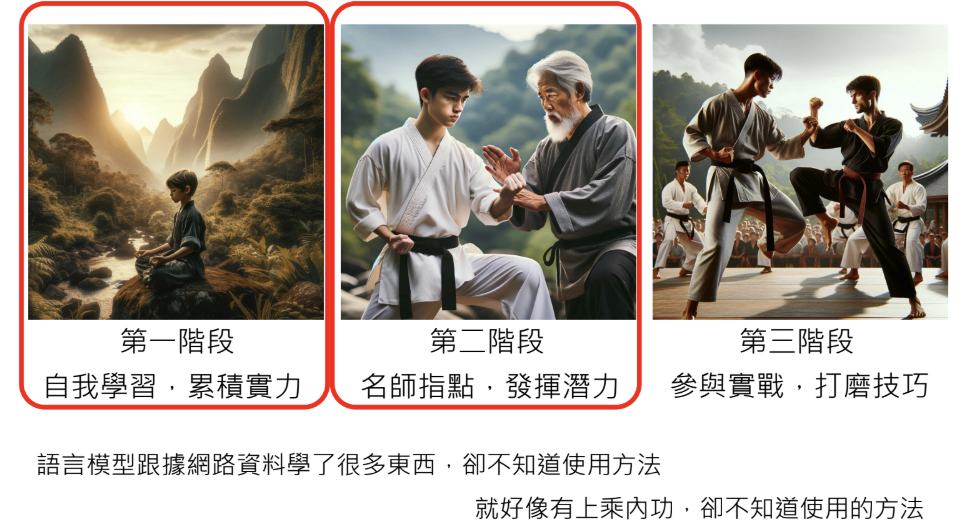 第一階段
自我學習，累積實力
第二階段
名師指點，發揮潛力
第三階段
參與實戰，打磨技巧
語言模型跟據網路資料學了很多東西，卻不知道使用方法
就好像有上乘內功，卻不知道使用的方法